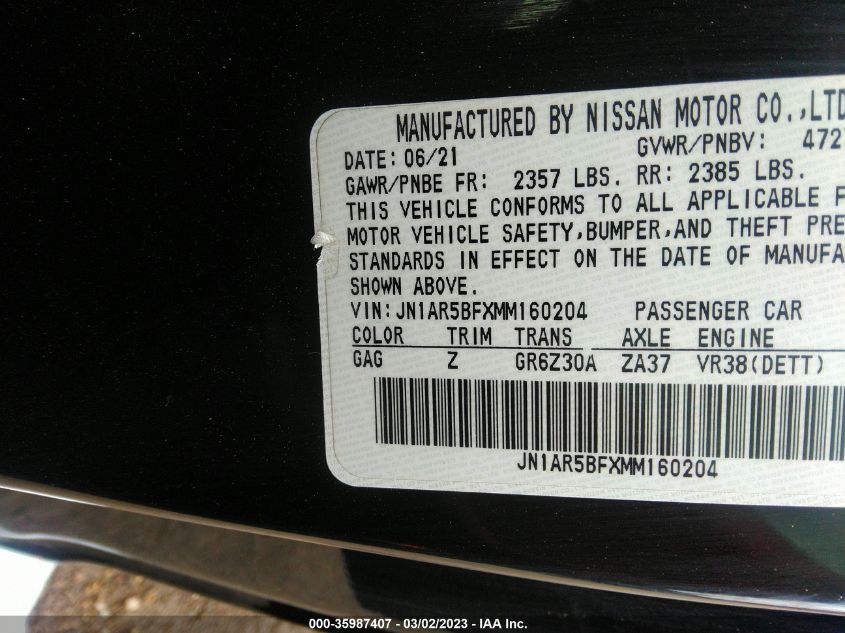 MANUFACTURED BY NISSAN MOTOR CO.,LTD
DATE: 06/21 GVWR/PNBV: 472
GAWR/PNBE FR: 2357 LBS. RR: 2385 LBS.
THIS VEHICLE CONFORMS TO ALL APPLICABLE F
MOTOR VEHICLE SAFETY,BUMPER,AND THEFT PRE
STANDARDS IN EFFECT ON THE DATE OF MANUFA
SHOWN ABOVE.
VIN:JN1AR5BFXMM160204 PASSENGER CAR
COLOR TRIM TRANS AXLE ENGINE
GAG Z GR6Z30A ZA37 VR38(DETT)
JN1AR5BFXMM160204
000-35987407 - 03/02/2023 - IAA Inc.